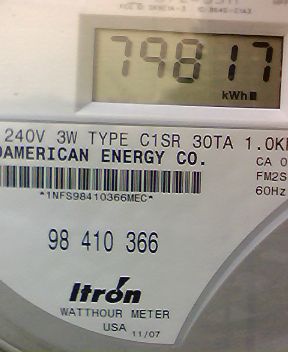 79817
kWh
240V 3W TYPE C1SR 30TA 1.0K
AMERICAN ENERGY CO.
CA 0
FM2S
60Hz
*1NFS98410366MEC*
98 410 366
Itron
WATTHOUR METER
USA 11/07